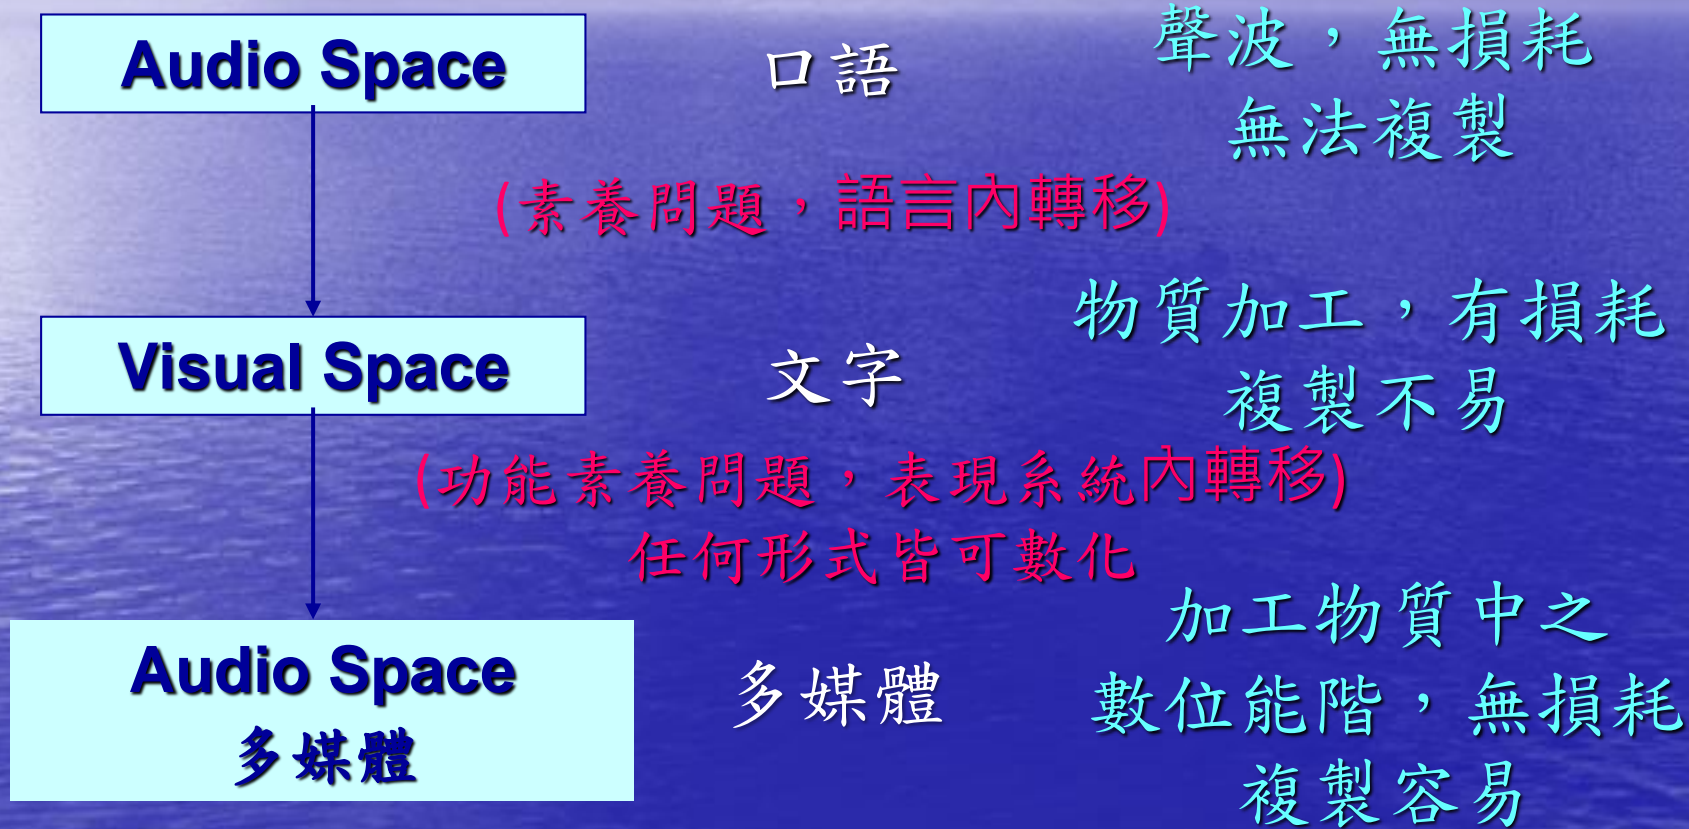 Audio Space
口語
聲波，無損耗
無法複製
(素養問題，語言內轉移)
Visual Space
文字
物質加工，有損耗
複製不易
(功能素養問題，表現系統內轉移)
任何形式皆可數化
Audio Space
多媒體
多媒體
加工物質中之
數位能階，無損耗
複製容易